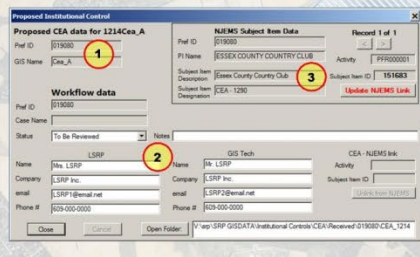 Proposed Institutional Control
Proposed CEA data for 1214Cea_A
Pref ID 019080
GIS Name Cea_A
1
NJEMS Subject Item Data
Record 1 of 1
Pref ID 019080
< >
PI Name ESSEX COUNTY COUNTRY CLUB
Activity PFR000001
Subject Item Description Essex County Country Club
3
Subject Item ID 151683
Subject Item Designation CEA - 1290
Update NJEMS Link
Workflow data
Pref ID 019080
Case Name
Status To Be Reviewed
Notes
2
LSRP
Name Mrs. LSRP
Company LSRP Inc.
email LSRP1@email.net
Phone # 609-000-0000
GIS Tech
Name Mr. LSRP
Company LSRP Inc.
email LSRP2@email.net
Phone # 609-000-0000
CEA - NJEMS link
Activity
Subject Item ID
Unlink from NJEMS
Close
Cancel
Open Folder:
V:\srp\SRP GISDATA\Institutional Controls\CEA\Received\019080\CEA_1214